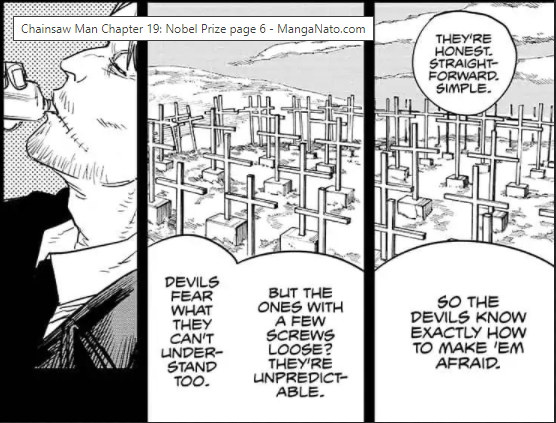 Chainsaw Man Chapter 19: Nobel Prize page 6 - MangaNato.com
THEY'RE
HONEST.
STRAIGHT-
FORWARD.
SIMPLE.
SO THE
DEVILS KNOW
EXACTLY HOW
TO MAKE 'EM
AFRAID.
BUT THE
ONES WITH
A FEW
SCREWS
LOOSE?
THEY'RE
UNPREDICT-
ABLE.
DEVILS
FEAR
WHAT
THEY
CAN'T
UNDER-
STAND
TOO.